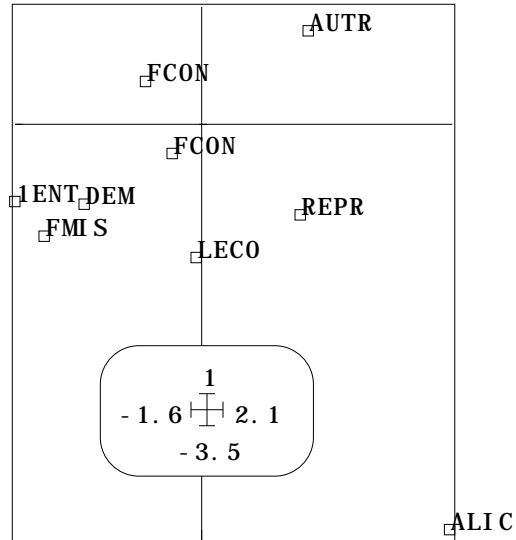 AUTR
FCON
FCON
1ENT DEM
REPR
FMIS
LECO
1
-1.6 2.1
-3.5
ALIC